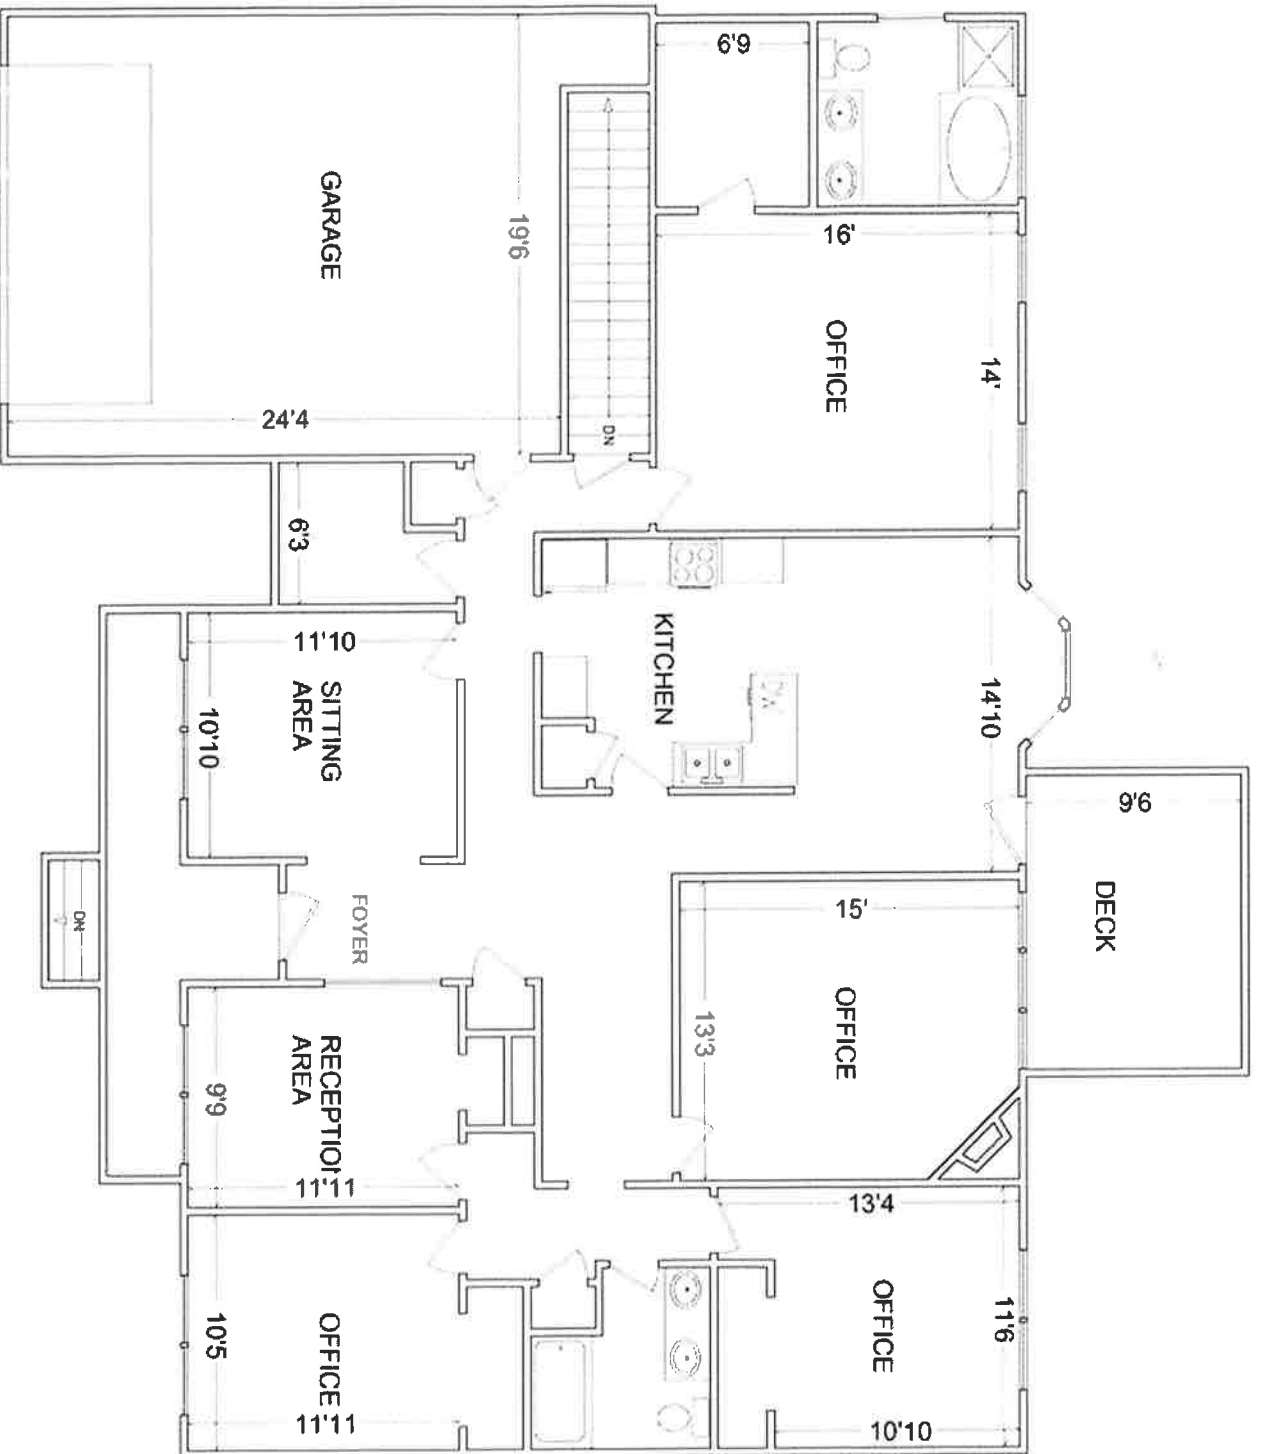 9'6
DECK
14'
14'10
11'6
16'
OFFICE
15'
OFFICE
13'4
OFFICE
10'10
6'9
KITCHEN
13'3
DN
19'6
GARAGE
24'4
6'3
11'10
SITTING
AREA
10'10
FOYER
RECEPTION
AREA
11'11
9'9
OFFICE
11'11
10'5
DN